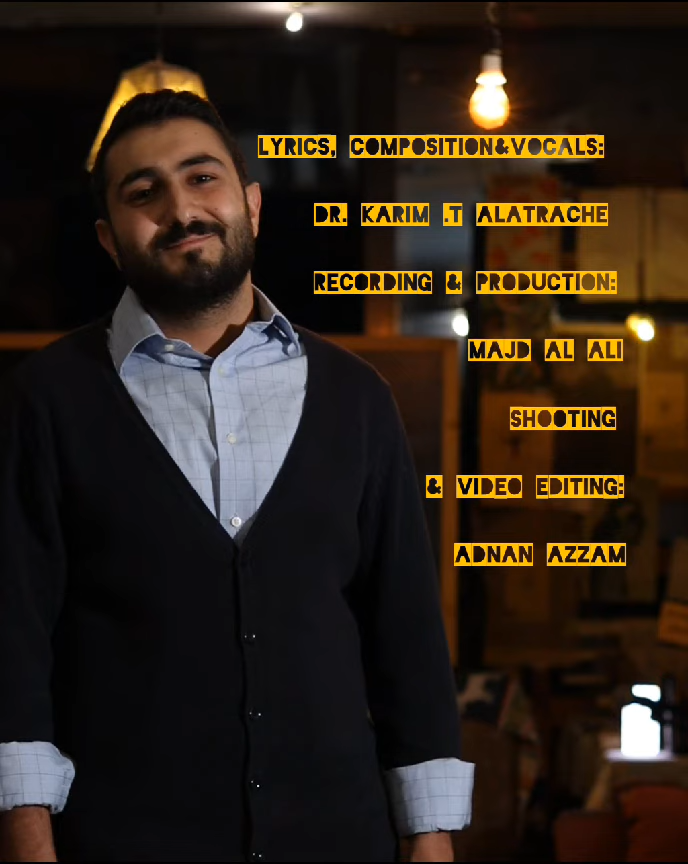 LYRICS, COMPOSITION&VOCALS:
DR. KARIM .T ALATRACHE
RECORDING & PRODUCTION:
MAJD AL ALI
SHOOTING
& VIDEO EDITING:
ADNAN AZZAM